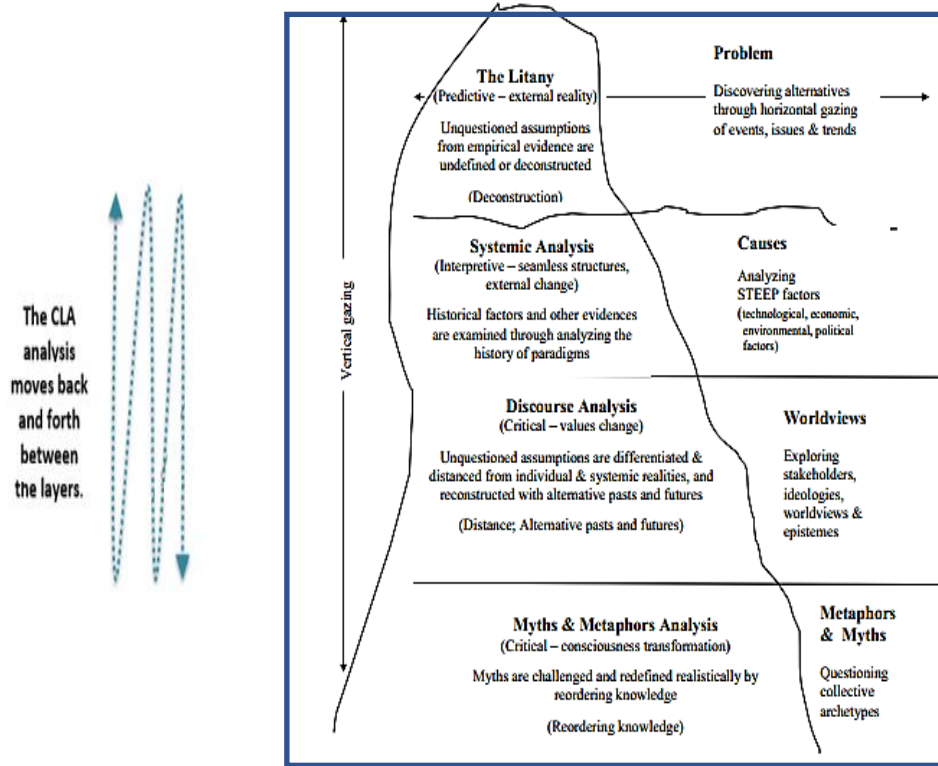 The CLA
analysis
moves back
and forth
between
the layers.
Vertical gazing
The Litany
(Predictive – external reality)
Unquestioned assumptions
from empirical evidence are
undefined or deconstructed
(Deconstruction)
Problem
Discovering alternatives
through horizontal gazing
of events, issues & trends
Systemic Analysis
(Interpretive – seamless structures,
external change)
Historical factors and other evidences
are examined through analyzing the
history of paradigms
Causes
Analyzing
STEEP factors
(technological, economic,
environmental, political
factors)
Discourse Analysis
(Critical – values change)
Unquestioned assumptions are differentiated &
distanced from individual & systemic realities, and
reconstructed with alternative pasts and futures
(Distance; Alternative pasts and futures)
Worldviews
Exploring
stakeholders,
ideologies,
worldviews &
epistemes
Myths & Metaphors Analysis
(Critical – consciousness transformation)
Myths are challenged and redefined realistically by
reordering knowledge
(Reordering knowledge)
Metaphors
& Myths
Questioning
collective
archetypes